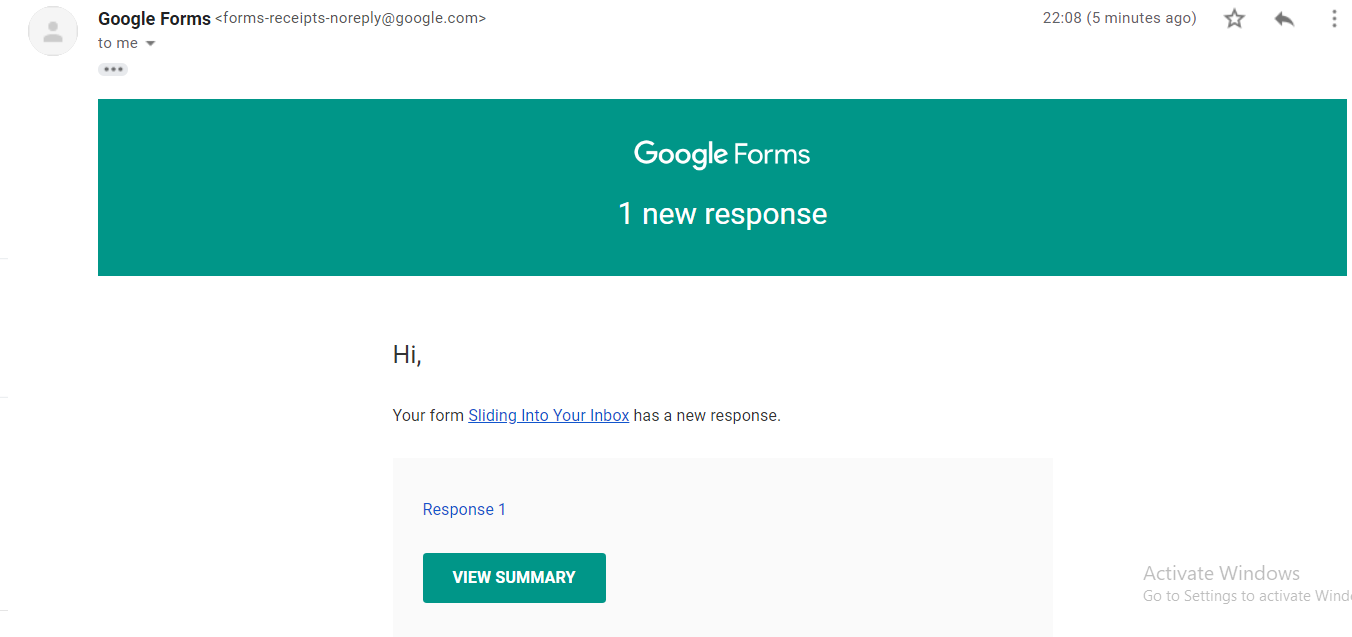 Google Forms <forms-receipts-noreply@google.com> 22:08 (5 minutes ago)
to me
Google Forms
1 new response
Hi,
Your form Sliding Into Your Inbox has a new response.
Response 1
VIEW SUMMARY
Activate Windows
Go to Settings to activate Wind